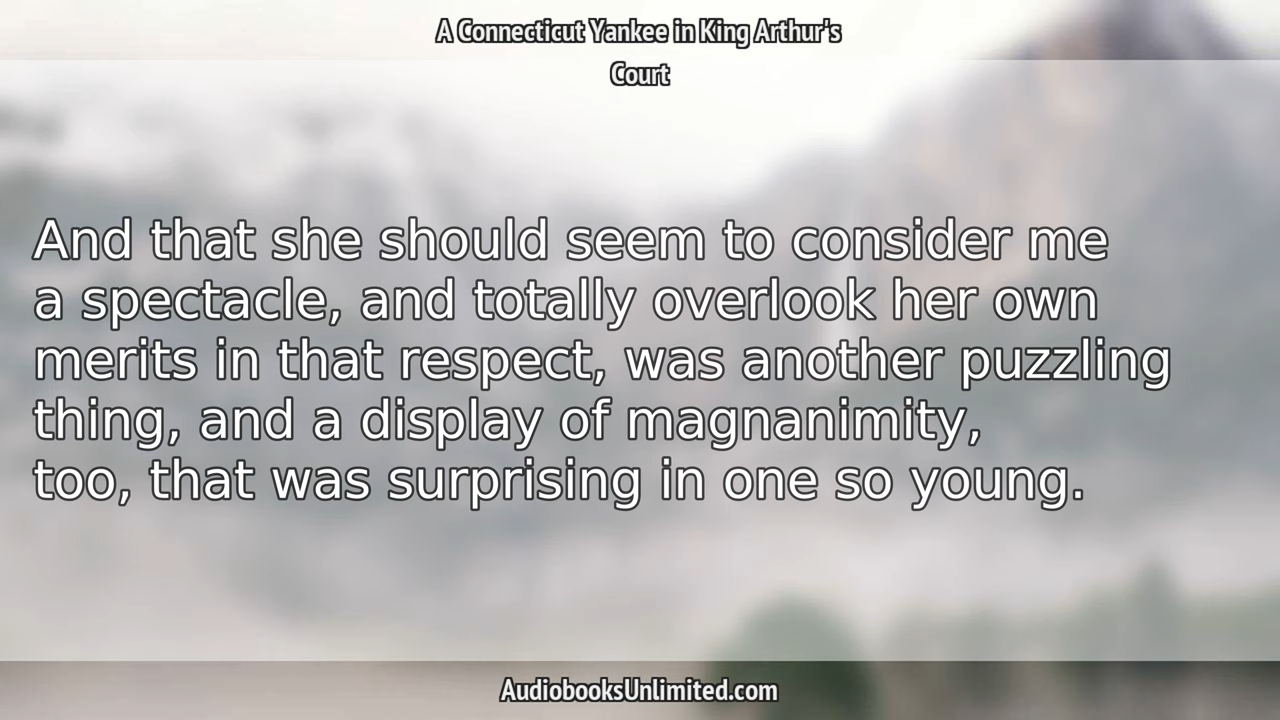 A Connecticut Yankee in King Arthur's
Court
And that she should seem to consider me
a spectacle, and totally overlook her own
merits in that respect, was another puzzling
thing, and a display of magnanimity,
too, that was surprising in one so young.
AudiobooksUnlimited.com